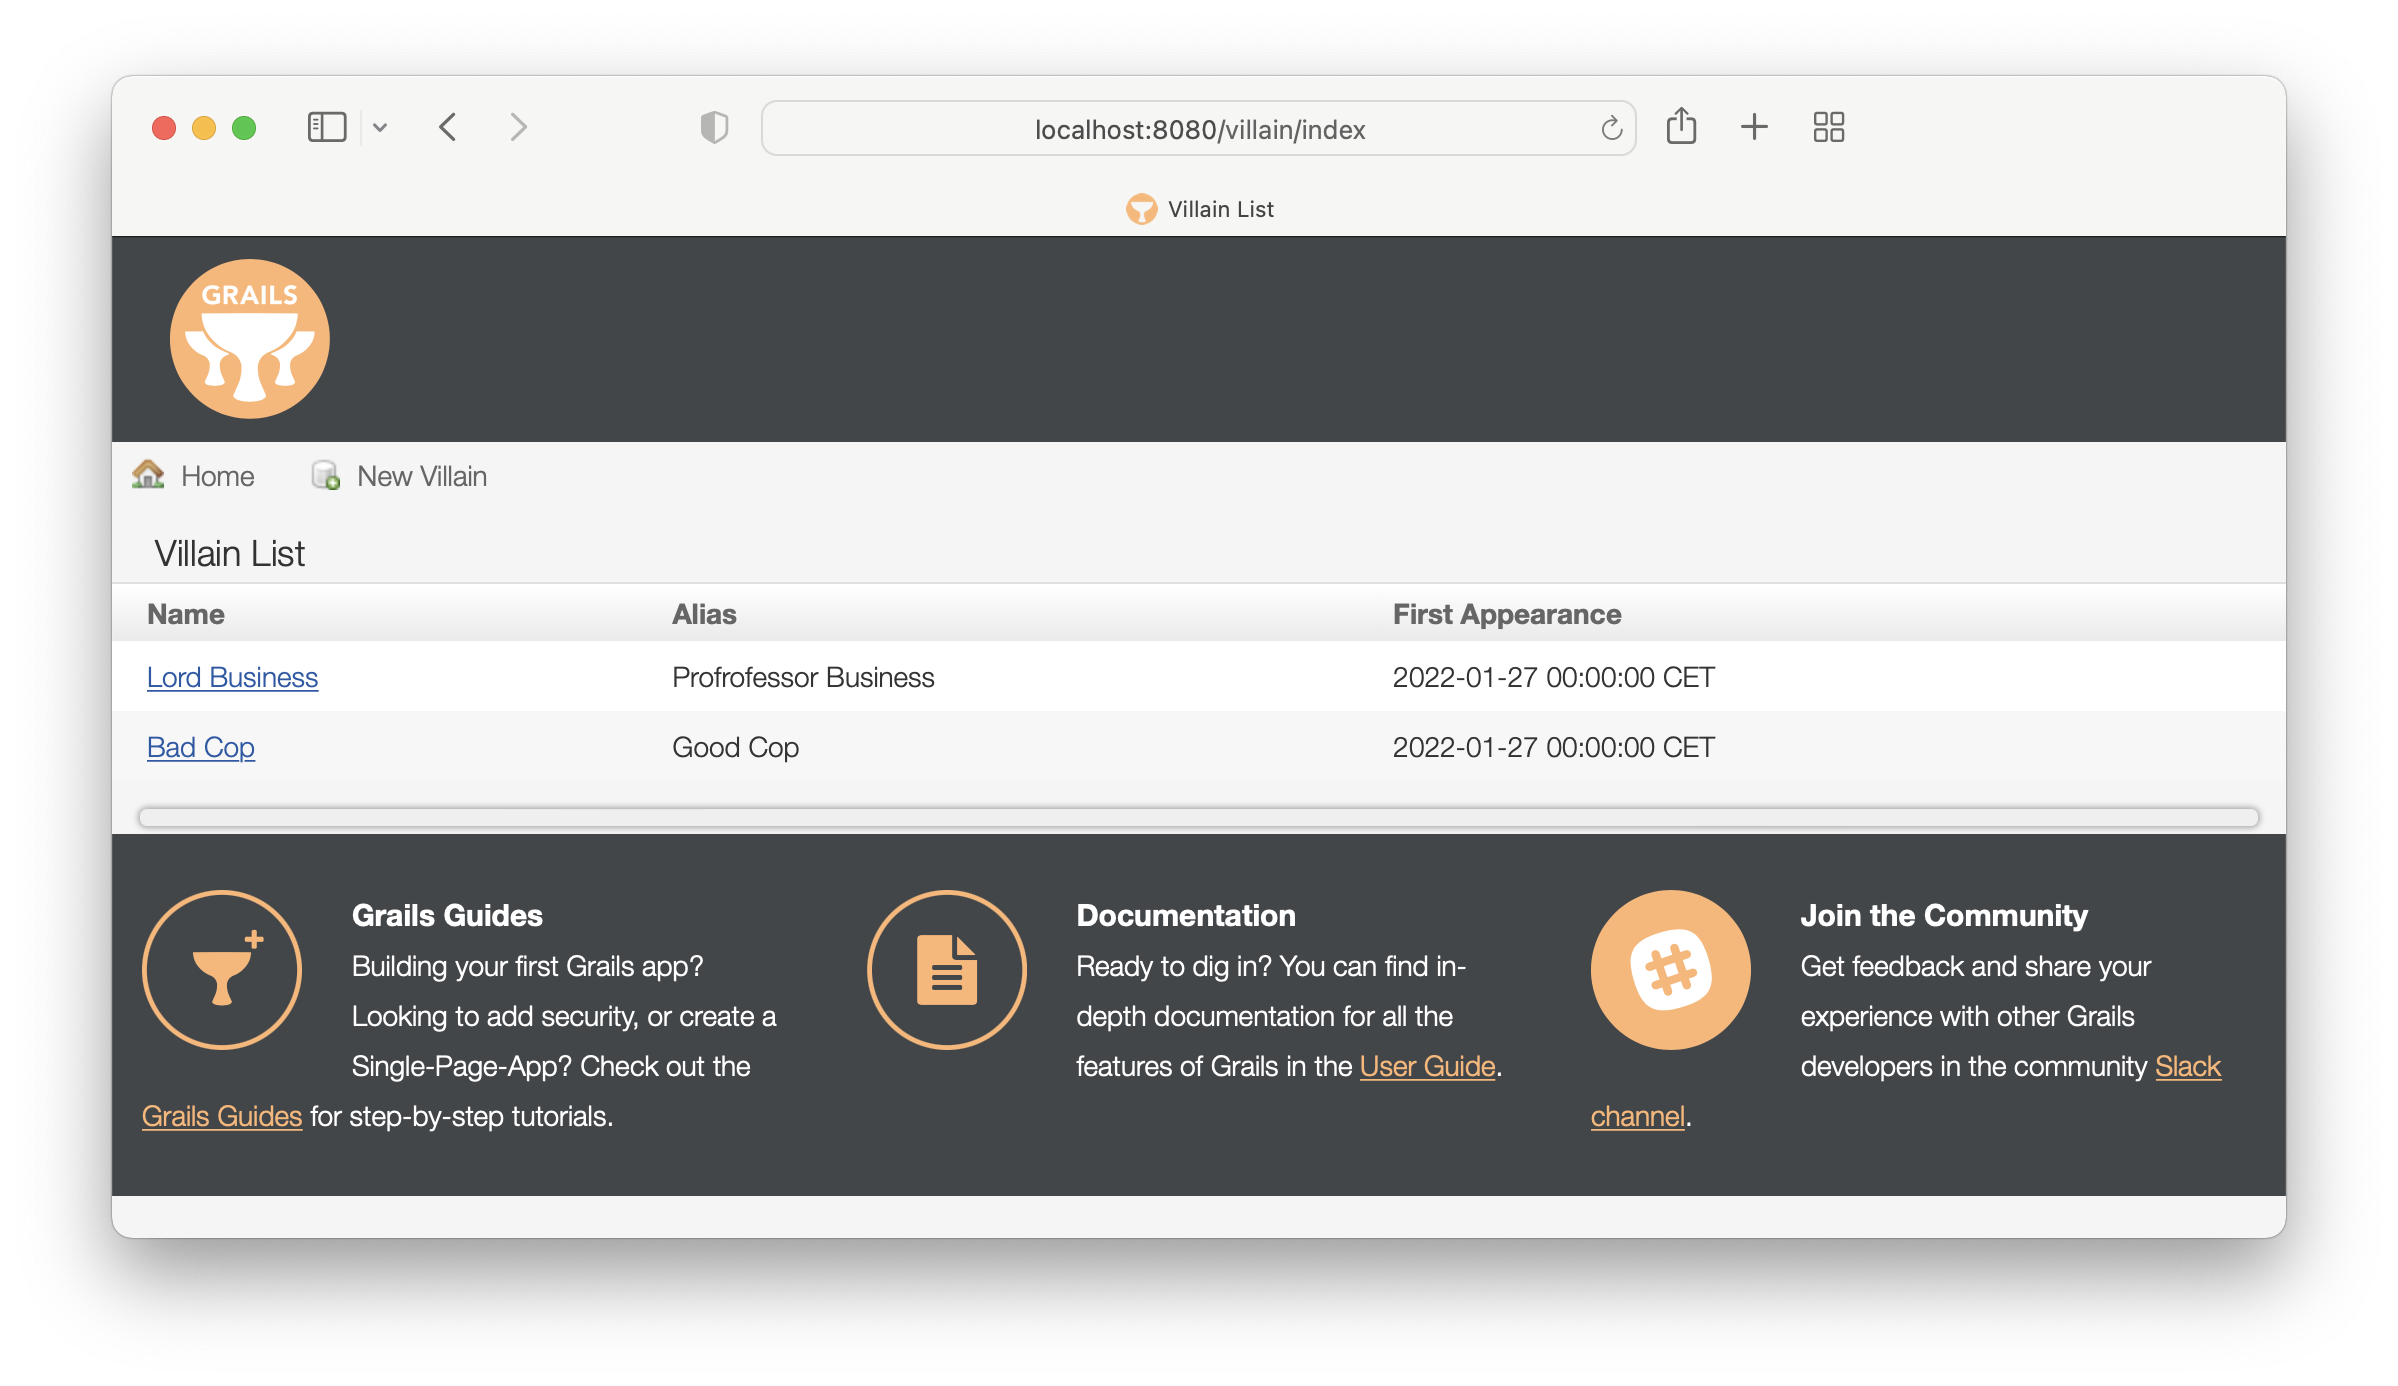 localhost:8080/villain/index
Villain List
GRAILS
Home New Villain
Villain List
Name Alias First Appearance
Lord Business Profrofessor Business 2022-01-27 00:00:00 CET
Bad Cop Good Cop 2022-01-27 00:00:00 CET
Grails Guides
Building your first Grails app?
Looking to add security, or create a
Single-Page-App? Check out the
Grails Guides for step-by-step tutorials.
Documentation
Ready to dig in? You can find in-
depth documentation for all the
features of Grails in the User Guide.
Join the Community
Get feedback and share your
experience with other Grails
developers in the community Slack
channel.